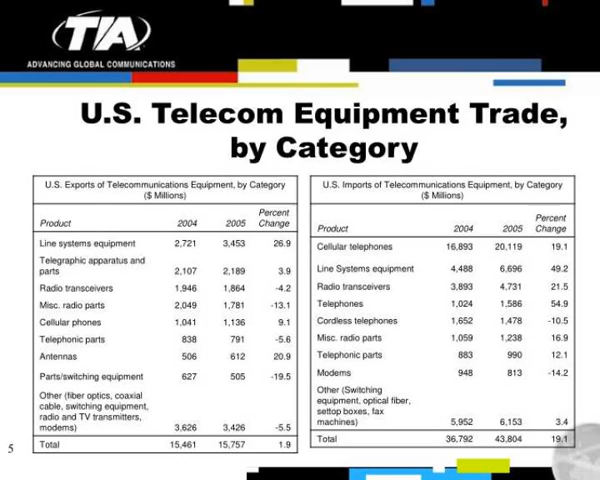 TIA
ADVANCING GLOBAL COMMUNICATIONS
U.S. Telecom Equipment Trade,
by Category
U.S. Exports of Telecommunications Equipment, by Category
($ Millions)
Product 2004 2005 Percent Change
Line systems equipment 2,721 3,453 26.9
Telegraphic apparatus and
parts 2,107 2,189 3.9
Radio transceivers 1,946 1,864 -4.2
Misc. radio parts 2,049 1,781 -13.1
Cellular phones 1,041 1,136 9.1
Telephonic parts 838 791 -5.6
Antennas 506 612 20.9
Parts/switching equipment 627 505 -19.5
Other (fiber optics, coaxial
cable, switching equipment,
radio and TV transmitters,
modems) 3,626 3,426 -5.5
Total 15,461 15,757 1.9
U.S. Imports of Telecommunications Equipment, by Category
($ Millions)
Product 2004 2005 Percent Change
Cellular telephones 16,893 20,119 19.1
Line Systems equipment 4,488 6,696 49.2
Radio transceivers 3,893 4,731 21.5
Telephones 1,024 1,586 54.9
Cordless telephones 1,652 1,478 -10.5
Misc. radio parts 1,059 1,238 16.9
Telephonic parts 883 990 12.1
Modems 948 813 -14.2
Other (Switching
equipment, optical fiber,
settop boxes, fax
machines) 5,952 6,153 3.4
Total 36,792 43,804 19.1
5